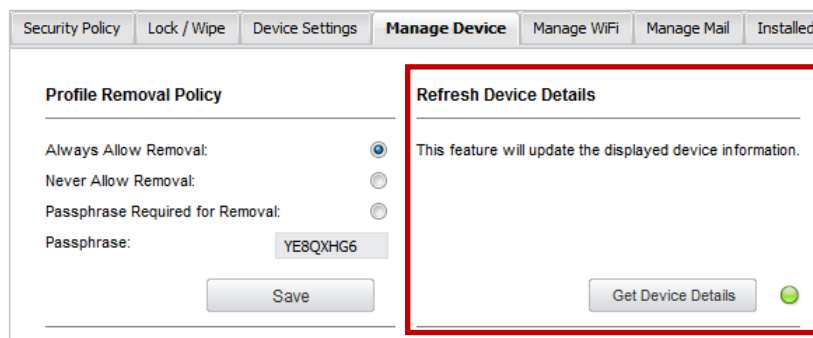 Security Policy
Lock / Wipe
Device Settings
Manage Device
Manage WiFi
Manage Mail
Installed
Profile Removal Policy
Always Allow Removal:
Never Allow Removal:
Passphrase Required for Removal:
Passphrase:
YE8QXHG6
Save
Refresh Device Details
This feature will update the displayed device information.
Get Device Details